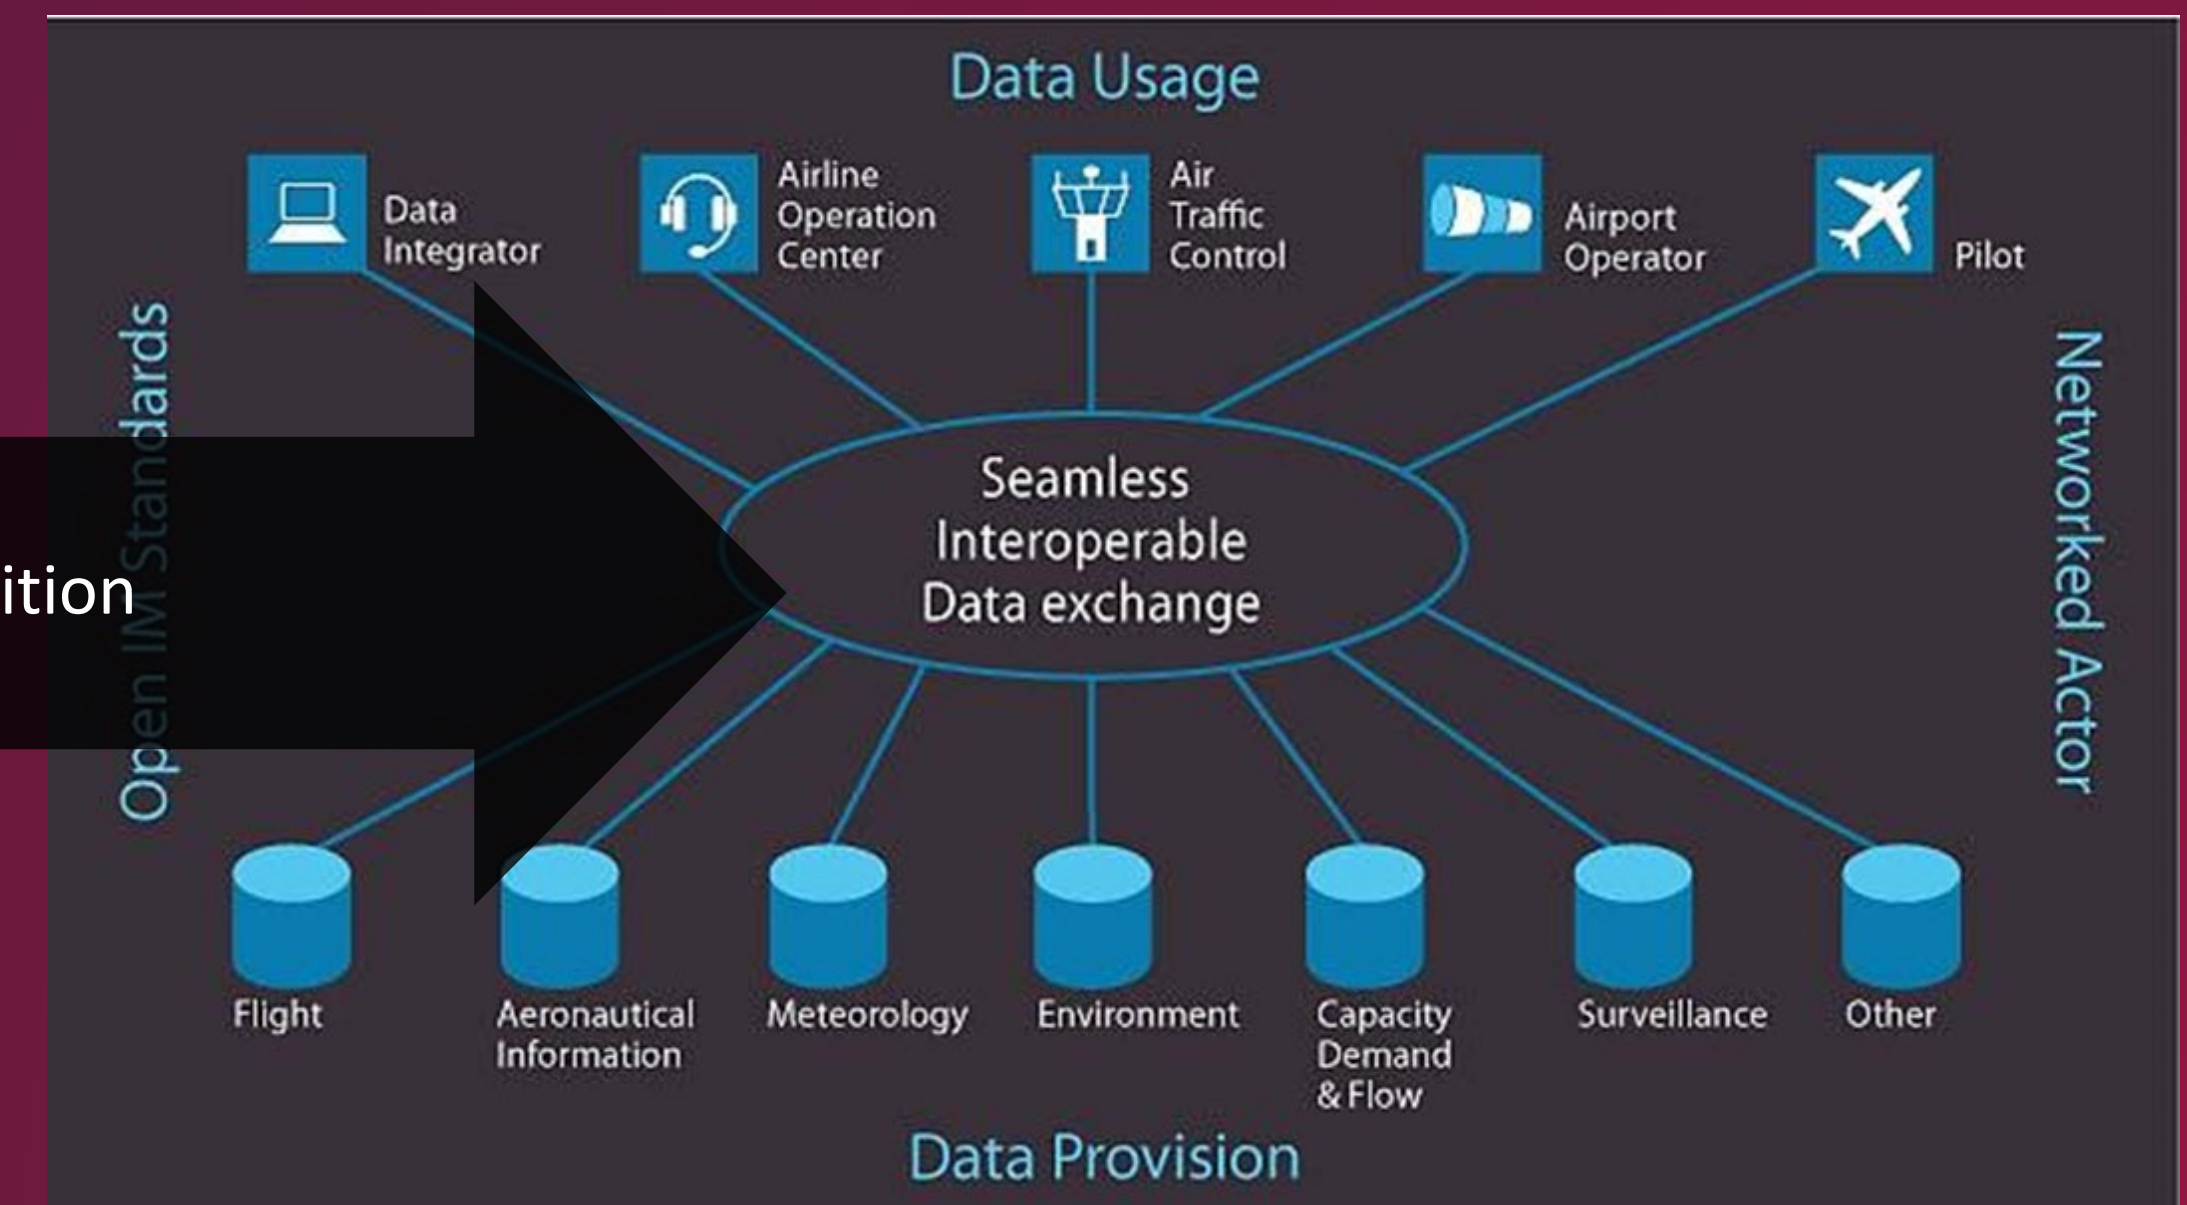 Data Usage
Data
Integrator
Airline
Operation
Center
Air
Traffic
Control
Airport
Operator
Pilot
Open IM Standards
Networked Actor
Seamless
Interoperable
Data exchange
ition
Flight
Aeronautical
Information
Meteorology
Environment
Capacity
Demand
& Flow
Surveillance
Other
Data Provision